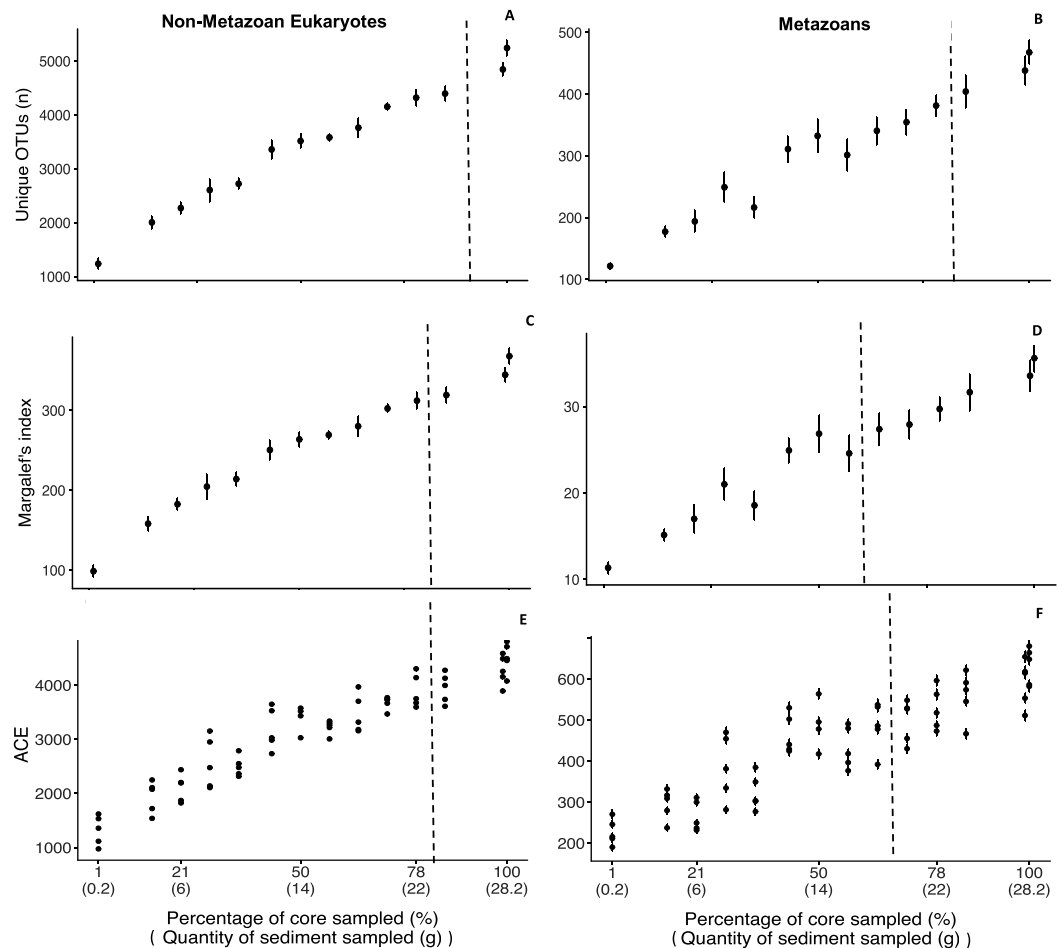 Non-Metazoan Eukaryotes
A
Metazoans
B
Unique OTUs (n)
5000
4000
3000
2000
1000
500
400
300
200
100
C
D
Margalef's index
300
200
100
30
20
10
E
F
ACE
4000
3000
2000
1000
600
500
400
300
200
1 21 50 78 100
(0.2) (6) (14) (22) (28.2)
Percentage of core sampled (%)
( Quantity of sediment sampled (g) )
1 21 50 78 100
(0.2) (6) (14) (22) (28.2)
Percentage of core sampled (%)
( Quantity of sediment sampled (g) )